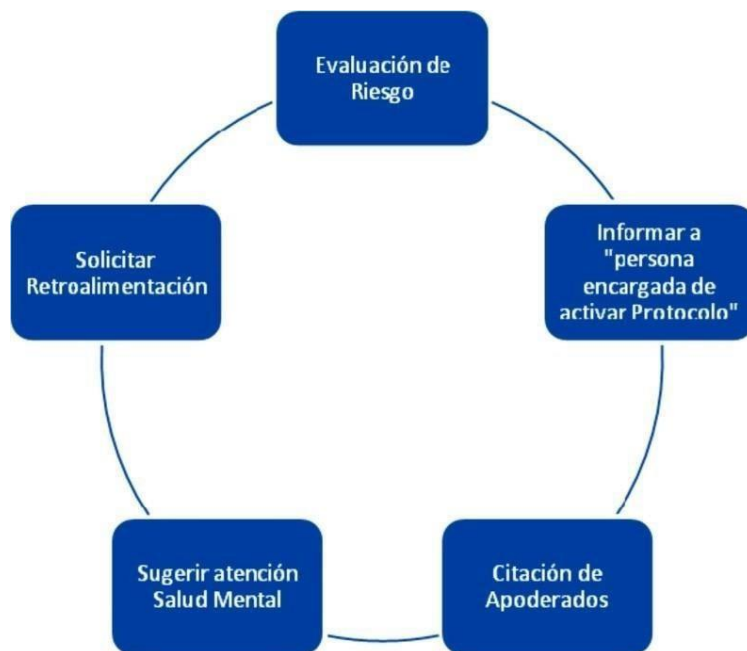 Evaluación de
Riesgo
Informar a
"persona
encargada de
activar Protocolo"
Citación de
Apoderados
Sugerir atención
Salud Mental
Solicitar
Retroalimentación